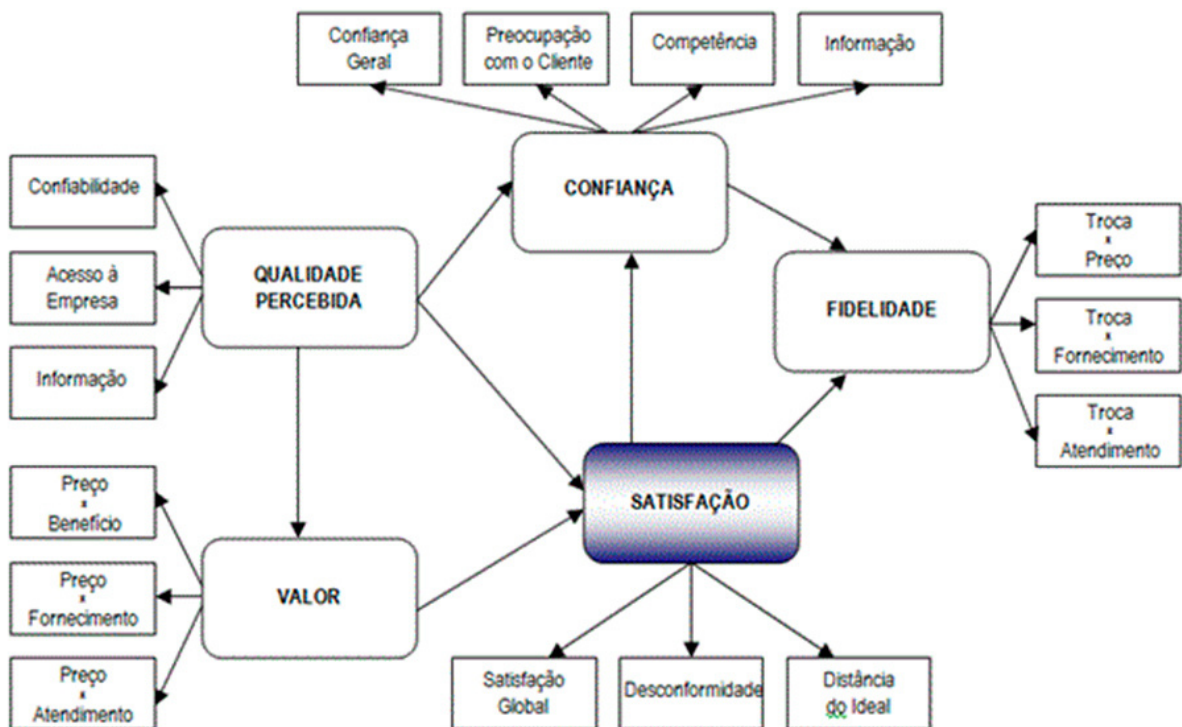 Confiança
Geral
Preocupação
com o Cliente
Competência
Informação
CONFIANÇA
Confiabilidade
Acesso à
Empresa
Informação
QUALIDADE
PERCEBIDA
FIDELIDADE
Troca
x
Preço
Troca
x
Fornecimento
Troca
x
Atendimento
Preço
x
Benefício
Preço
x
Fornecimento
Preço
x
Atendimento
VALOR
SATISFAÇÃO
Satisfação
Global
Desconformidade
Distância
do Ideal